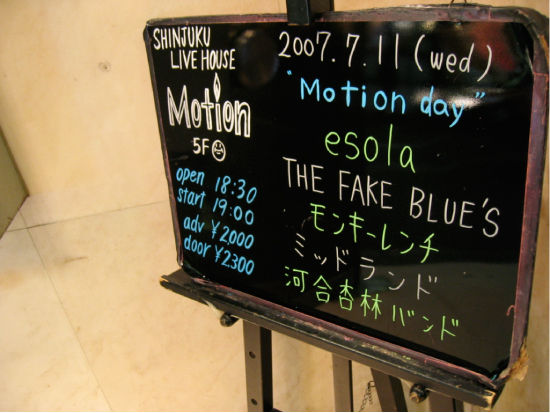 SHINJUKU
LIVE HOUSE
Motion
5F
open 18:30
start 19:00
adv ¥2,000
door ¥2300
2007.7.11 (wed)
"Motion day"
esola
THE FAKE BLUE'S
モンキーレンチ
ミッドランド
河合杏林バンド